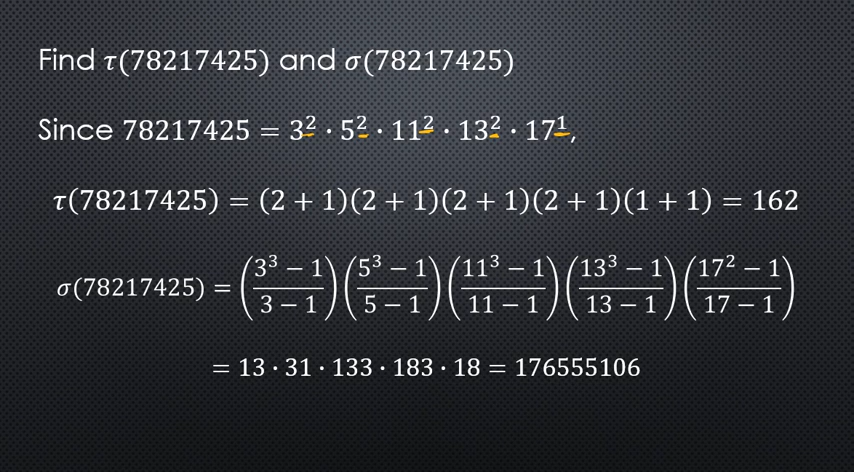 Find τ(78217425) and σ(78217425)
Since 78217425 = 3² · 5² · 11² · 13² · 17¹,
τ(78217425) = (2 + 1)(2 + 1)(2 + 1)(2 + 1)(1 + 1) = 162
σ(78217425) = ((3³ − 1)/(3 − 1))((5³ − 1)/(5 − 1))((11³ − 1)/(11 − 1))((13³ − 1)/(13 − 1))((17² − 1)/(17 − 1))
= 13 · 31 · 133 · 183 · 18 = 176555106